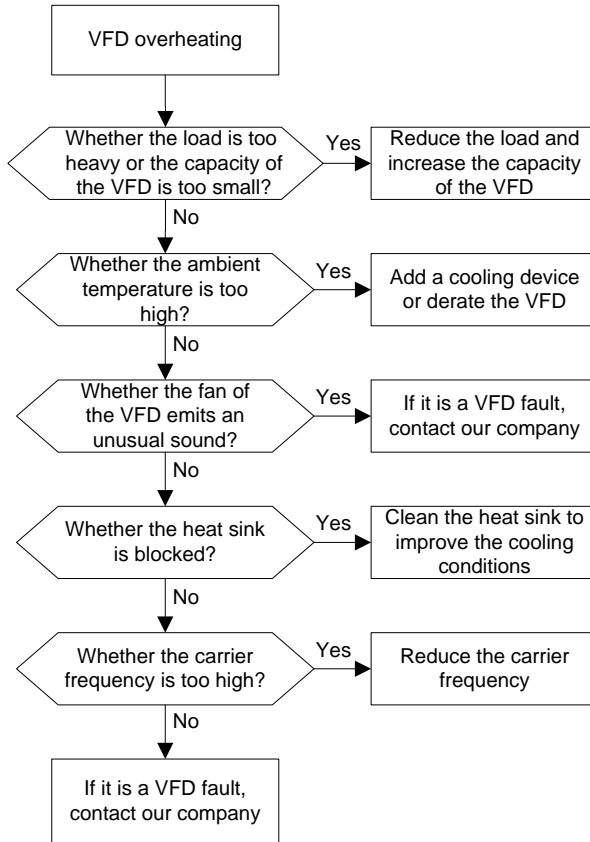 VFD overheating
Whether the load is too
heavy or the capacity of
the VFD is too small?
Yes
Reduce the load and
increase the capacity
of the VFD
No
Whether the ambient
temperature is too
high?
Yes
Add a cooling device
or derate the VFD
No
Whether the fan of
the VFD emits an
unusual sound?
Yes
If it is a VFD fault,
contact our company
No
Whether the heat sink
is blocked?
Yes
Clean the heat sink to
improve the cooling
conditions
No
Whether the carrier
frequency is too high?
Yes
Reduce the carrier
frequency
No
If it is a VFD fault,
contact our company